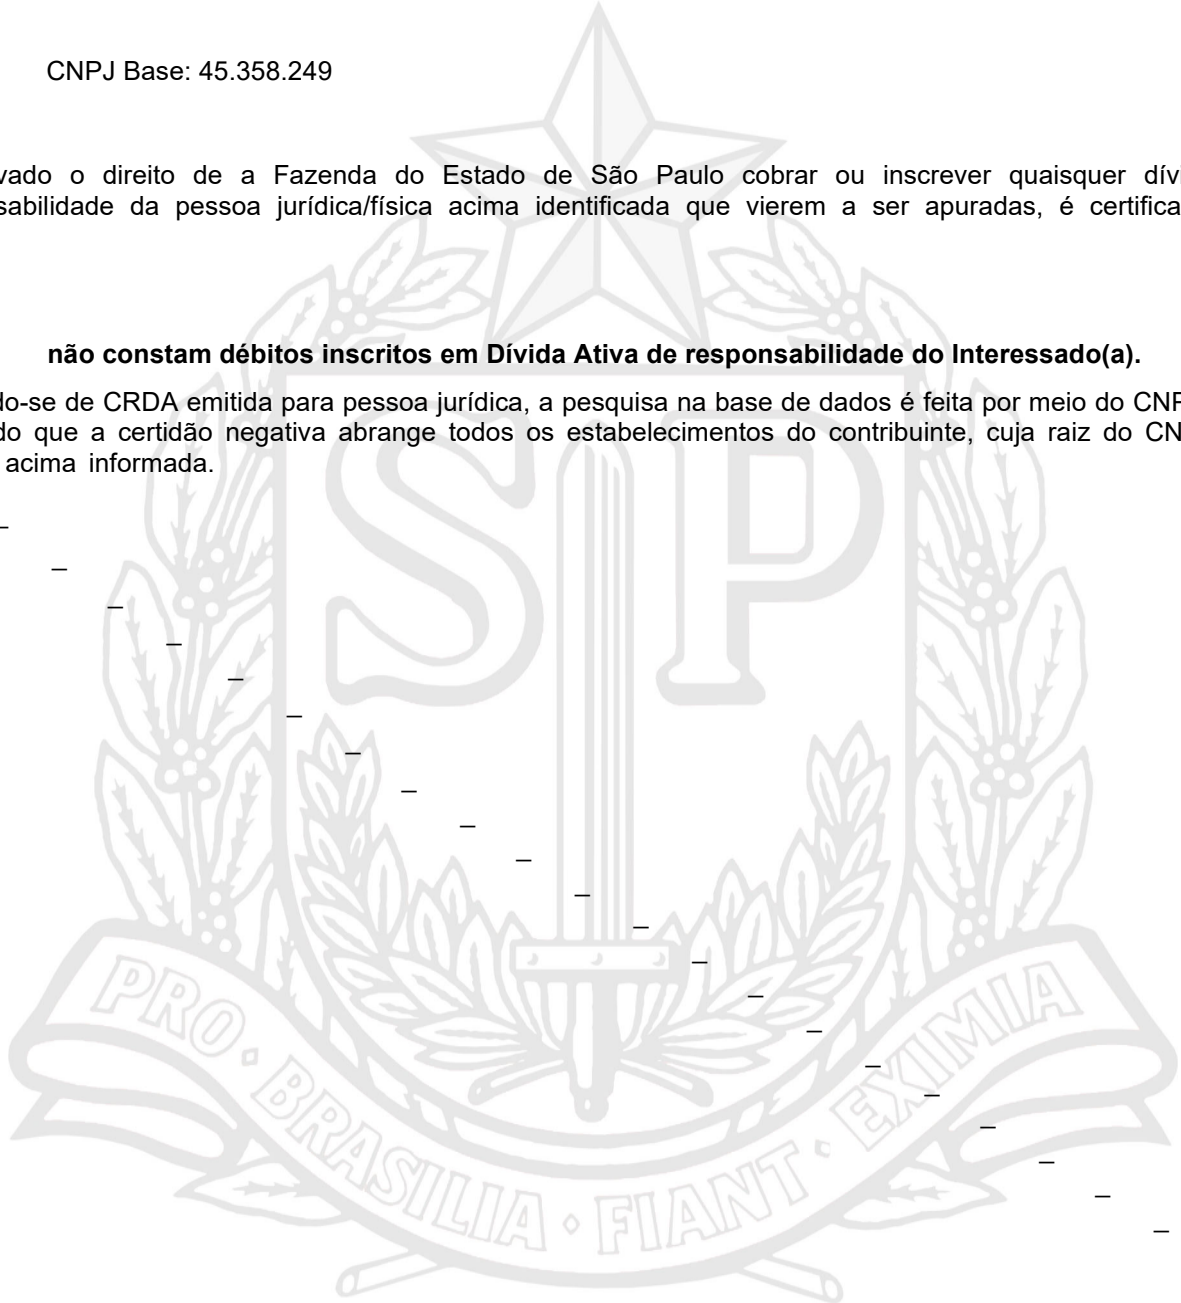 CNPJ Base: 45.358.249
vado o direito de a Fazenda do Estado de São Paulo cobrar ou inscrever quaisquer dívi
sabilidade da pessoa jurídica/física acima identificada que vierem a ser apuradas, é certifica
não constam débitos inscritos em Dívida Ativa de responsabilidade do Interessado(a).
do-se de CRDA emitida para pessoa jurídica, a pesquisa na base de dados é feita por meio do CNP
do que a certidão negativa abrange todos os estabelecimentos do contribuinte, cuja raiz do CN
acima informada.
SP
PRO · BRASILIA · FIANT · EXIMIA